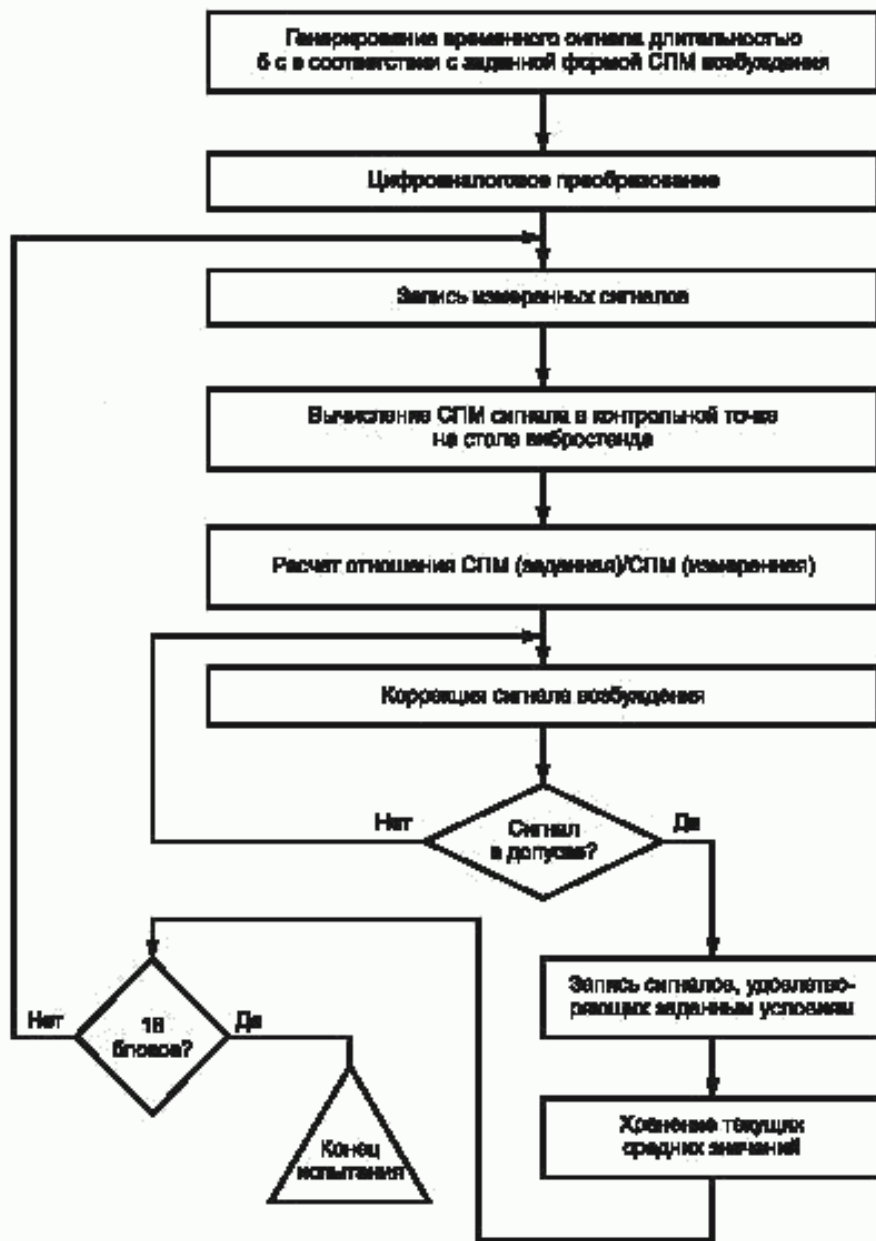 Генерирование временного сигнала длительностью
6 с в соответствии с заданной формой СПМ возбуждения
Цифроаналоговое преобразование
Запись измеренных сигналов
Вычисление СПМ сигнала в контрольной точке
на столе вибростенда
Расчет отношения СПМ (заданная)/СПМ (измеренная)
Коррекция сигнала возбуждения
Нет
Сигнал
в допуске?
Да
Запись сигналов, удовлетво-
ряющих заданным условиям
Нет
блоков?
Да
Хранение текущих
средних значений
Конец
испытания